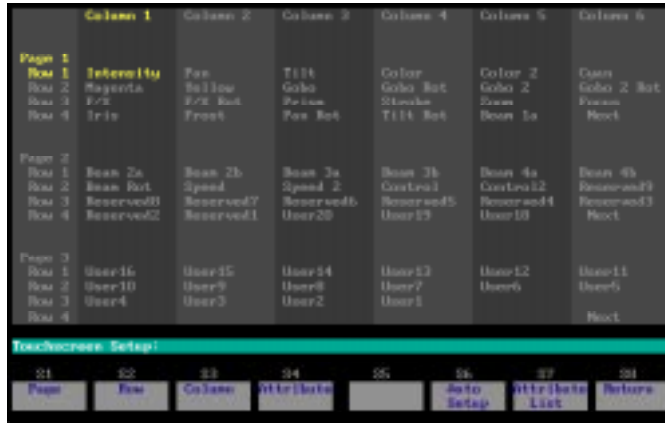 Column 1 Column 2 Column 3 Column 4 Column 5 Column 6
Page 1
Row 1 Intensity Pan Tilt Color Color 2 Cyan
Row 2 Magenta Yellow Gobo Gobo Rot Gobo 2 Gobo 2 Rot
Row 3 F/X F/X Rot Prism Strobe Zoom Focus
Row 4 Iris Frost Pan Rot Tilt Rot Beam 1a Next
Page 2
Row 1 Beam 2a Beam 2b Beam 3a Beam 3b Beam 4a Beam 4b
Row 2 Beam Rot Speed Speed 2 Control Control2 Reserved9
Row 3 Reserved8 Reserved7 Reserved6 Reserved5 Reserved4 Reserved3
Row 4 Reserved2 Reserved1 User20 User19 User18 Next
Page 3
Row 1 User16 User15 User14 User13 User12 User11
Row 2 User10 User9 User8 User7 User6 User5
Row 3 User4 User3 User2 User1
Row 4 Next
Touchscreen Setup:
S1 S2 S3 S4 S5 S6 S7 S8
Page Row Column Attribute Auto Attribute Return
Setup List